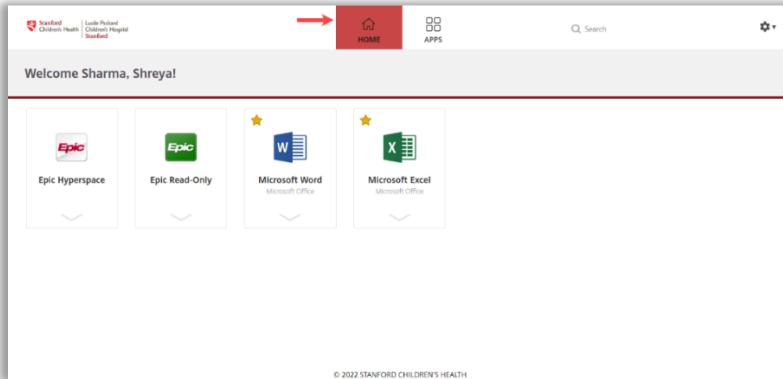 Stanford
Children's Health
Lucile Packard
Children's Hospital
Stanford
HOME
APPS
Search
Welcome Sharma, Shreya!
Epic
Epic Hyperspace
Epic
Epic Read-Only
W
Microsoft Word
Microsoft Office
X
Microsoft Excel
Microsoft Office
© 2022 STANFORD CHILDREN'S HEALTH